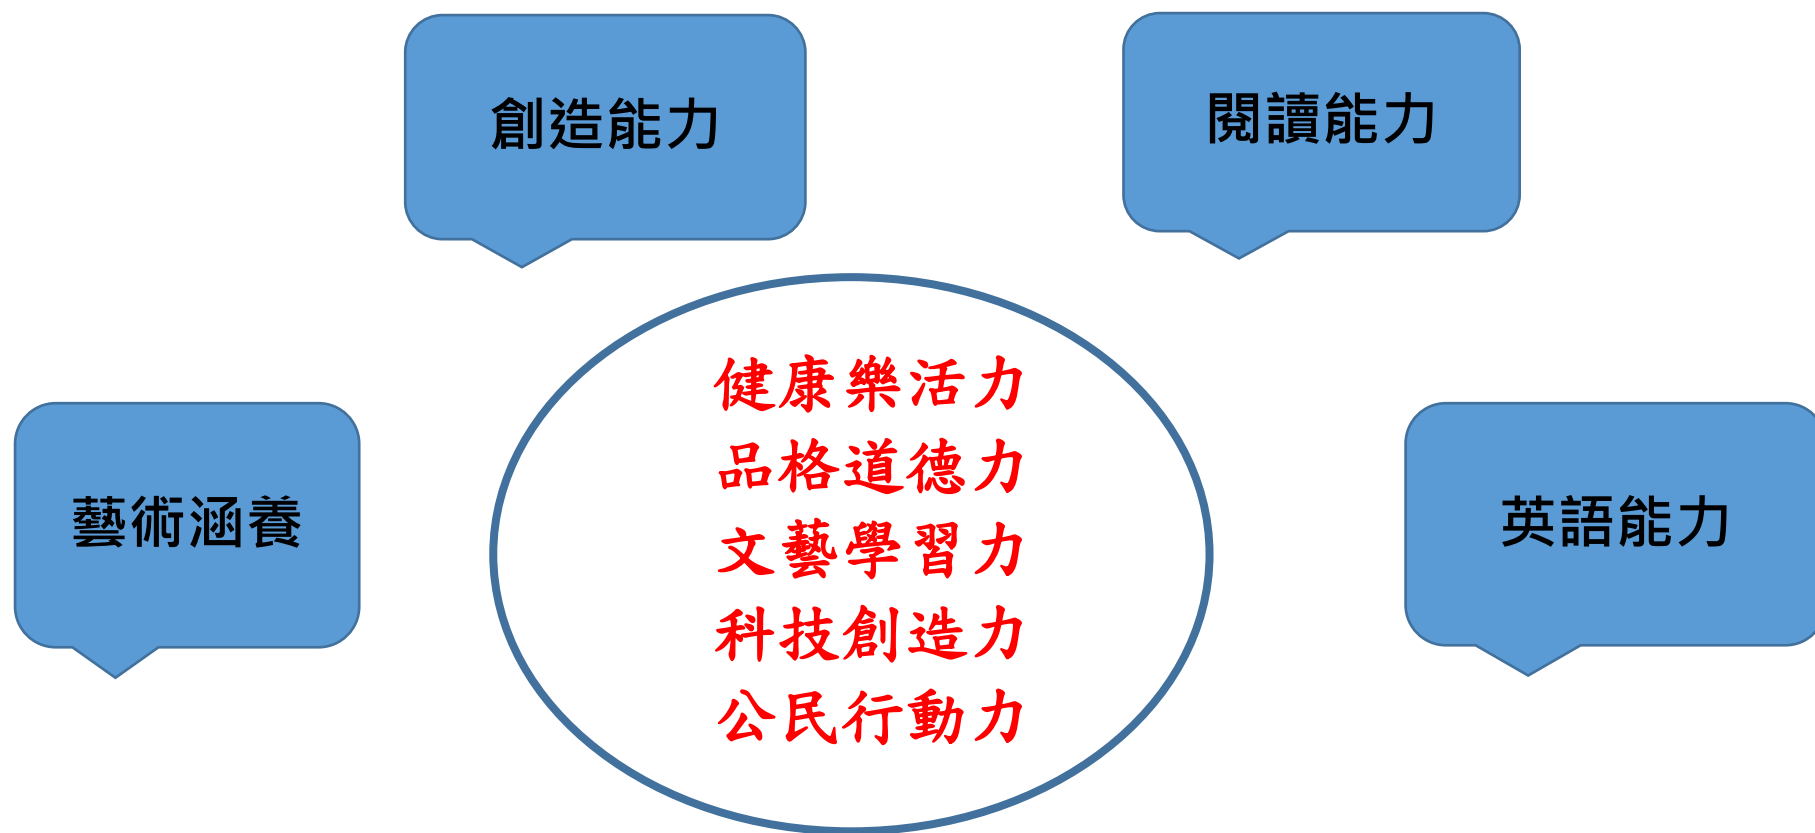 創造能力
閱讀能力
健康樂活力
品格道德力
文藝學習力
科技創造力
公民行動力
藝術涵養
英語能力